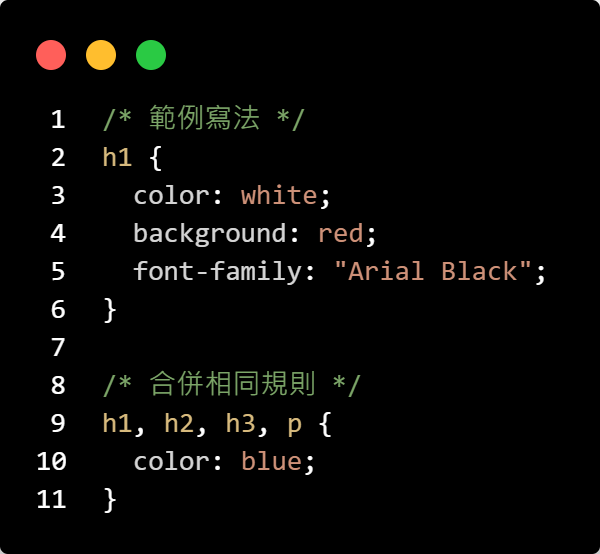 1 /* 範例寫法 */
2 h1 {
3   color: white;
4   background: red;
5   font-family: "Arial Black";
6 }
7
8 /* 合併相同規則 */
9 h1, h2, h3, p {
10   color: blue;
11 }